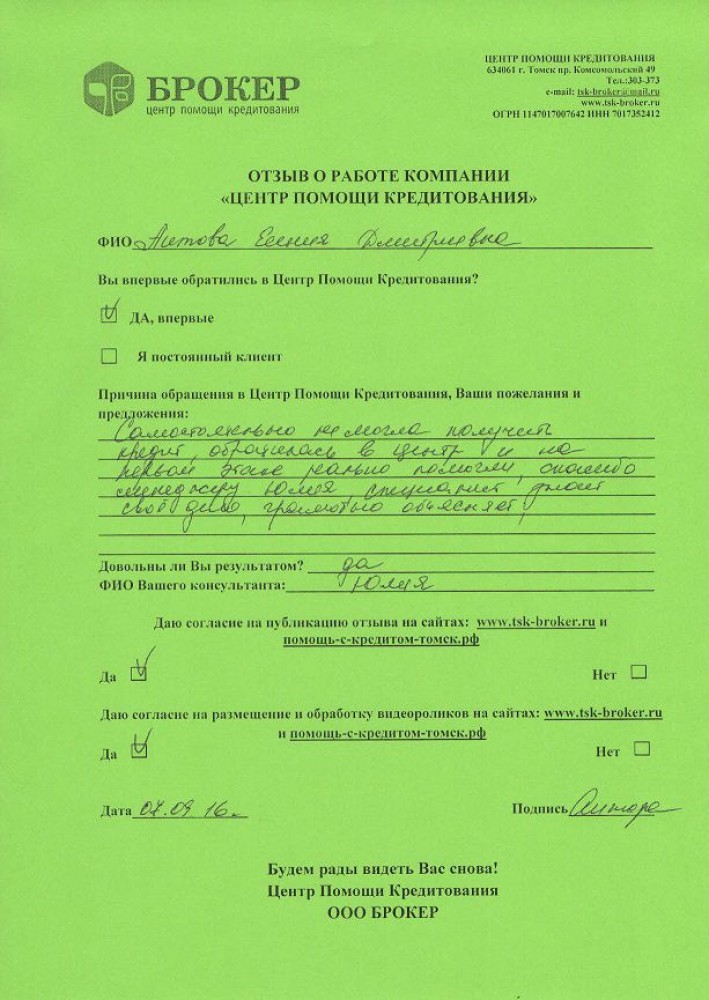 БРОКЕР
центр помощи кредитования
ЦЕНТР ПОМОЩИ КРЕДИТОВАНИЯ
634061 г. Томск пр. Комсомольский 49
Тел.:303-373
e-mail: tsk-broker@mail.ru
www.tsk-broker.ru
ОГРН 1147017007642 ИНН 7017352412
ОТЗЫВ О РАБОТЕ КОМПАНИИ
«ЦЕНТР ПОМОЩИ КРЕДИТОВАНИЯ»
ФИО Дмитриевна
Вы впервые обратились в Центр Помощи Кредитования?
ДА, впервые
Я постоянный клиент
Причина обращения в Центр Помощи Кредитования, Ваши пожелания и
предложения:
Самостоятельно не могла получить
кредит, обратилась в центр и на
первом этапе реально помогли, спасибо
менеджеру Юлия, специалист знает
своё дело, грамотно объясняет,
Довольны ли Вы результатом? да
ФИО Вашего консультанта: Юлия
Даю согласие на публикацию отзыва на сайтах: www.tsk-broker.ru и
помощь-с-кредитом-томск.рф
Да Нет
Даю согласие на размещение и обработку видеороликов на сайтах: www.tsk-broker.ru
и помощь-с-кредитом-томск.рф
Да Нет
Дата 07.09 16г. Подпись
Будем рады видеть Вас снова!
Центр Помощи Кредитования
ООО БРОКЕР